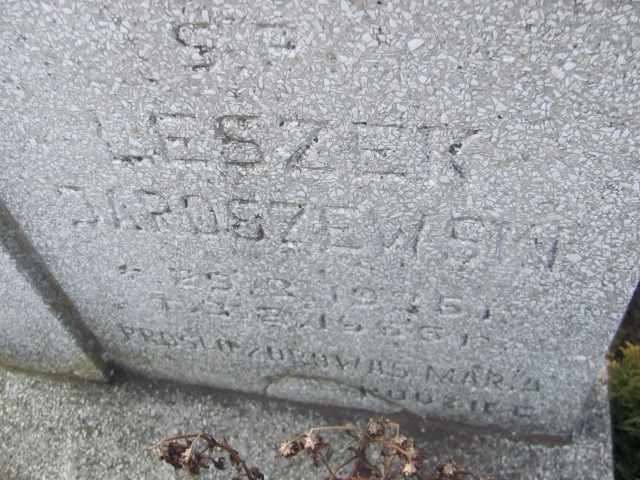 ŚP
LESZEK
JAROSZEWSKI
PROSI O ZDROWAŚ MARIA
RODZICE